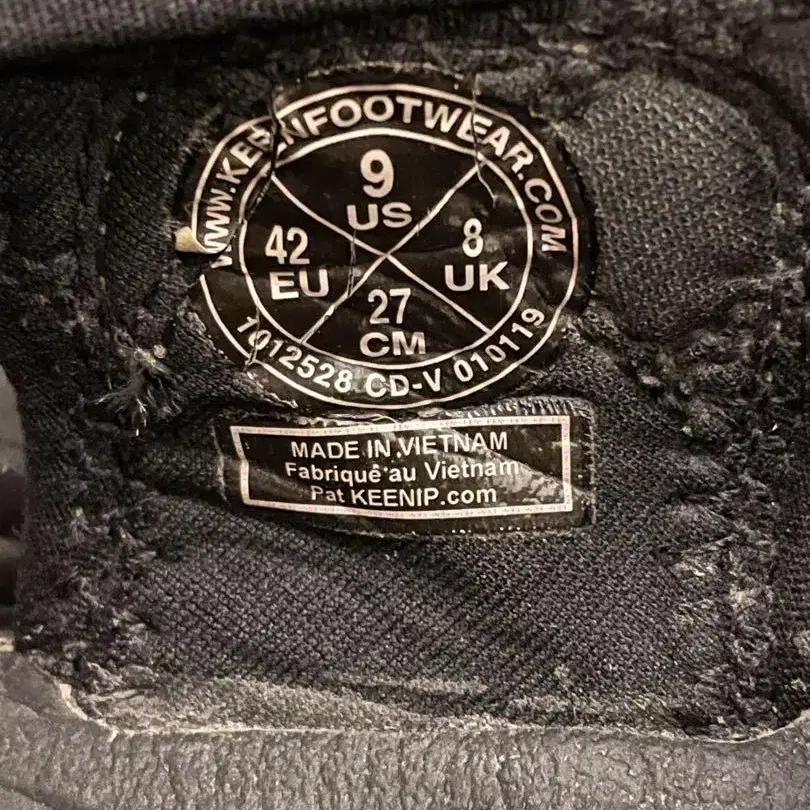 WWW.KEENFOOTWEAR.COM
9
US
42
EU
8
UK
27
CM
1012528 CD-V 010119
MADE IN VIETNAM
Fabriqué au Vietnam
Pat KEENIP.com